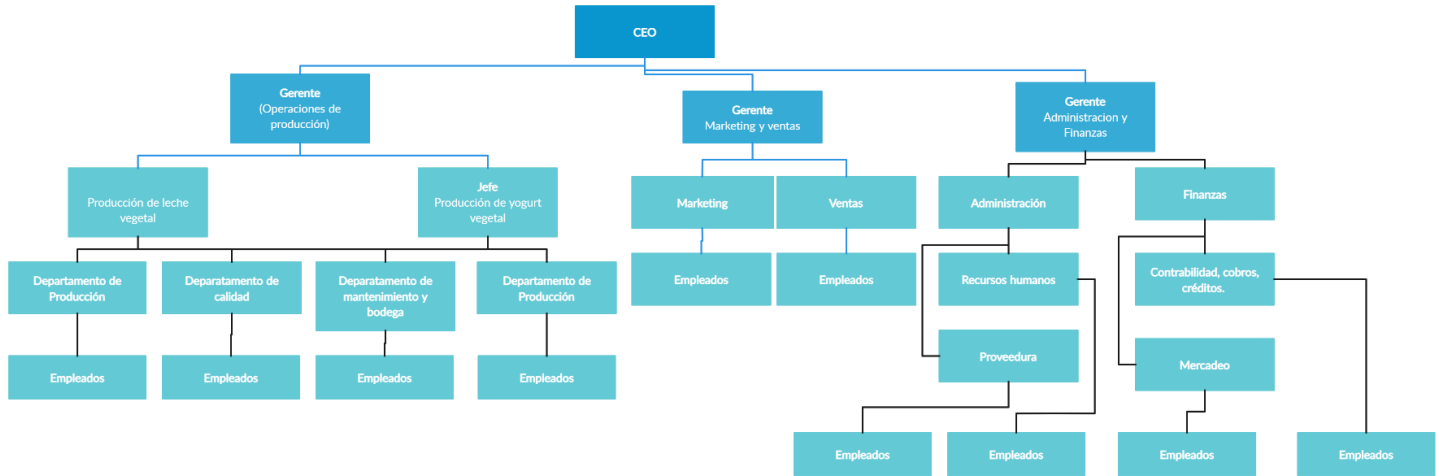 CEO
Gerente
(Operaciones de
producción)
Gerente
Marketing y ventas
Gerente
Administracion y
Finanzas
Producción de leche
vegetal
Jefe
Producción de yogurt
vegetal
Marketing
Ventas
Administración
Finanzas
Departamento de
Producción
Deparatamento de
calidad
Deparatamento de
mantenimiento y
bodega
Departamento de
Producción
Empleados
Empleados
Recursos humanos
Contrabilidad, cobros,
créditos.
Empleados
Empleados
Empleados
Empleados
Proveedura
Mercadeo
Empleados
Empleados
Empleados
Empleados